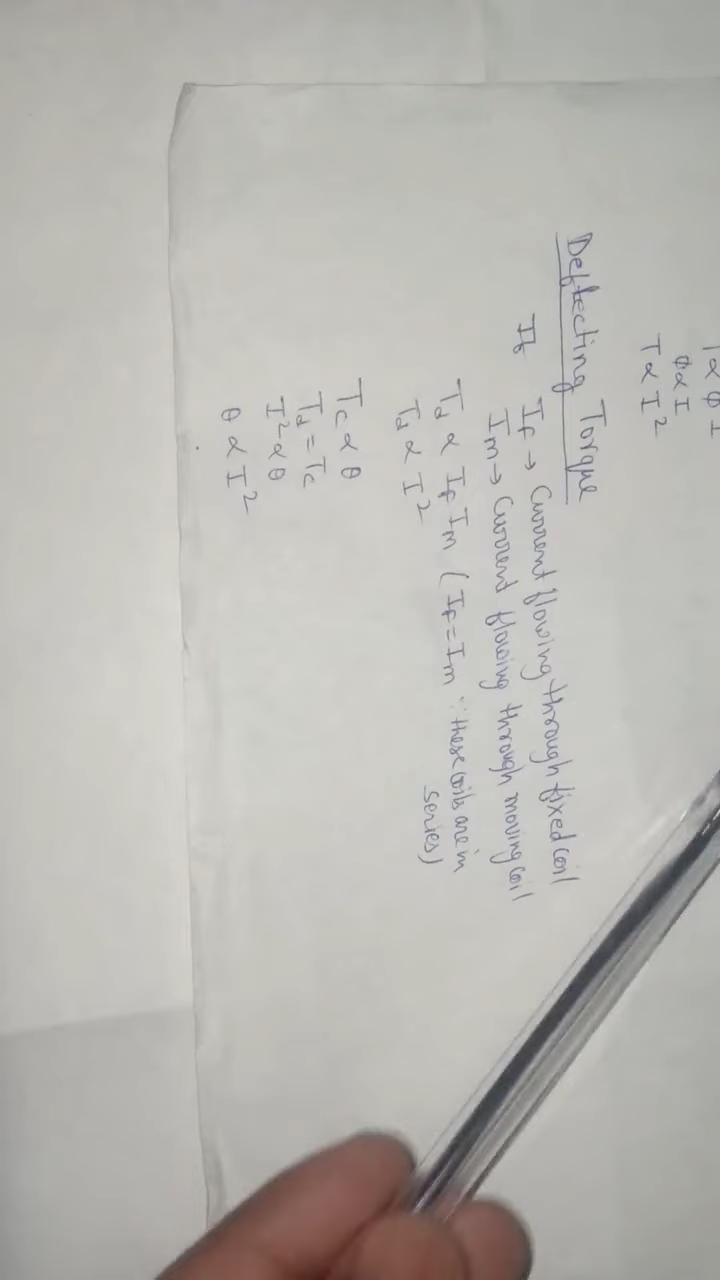 T α φ I
φ α I
T α I²
Deflecting Torque
If If → Current flowing through fixed coil
Im → Current flowing through moving coil
Td α If Im (If = Im ∵ these coils are in
series)
Td α I²
Tc α θ
Td = Tc
I² α θ
θ α I²